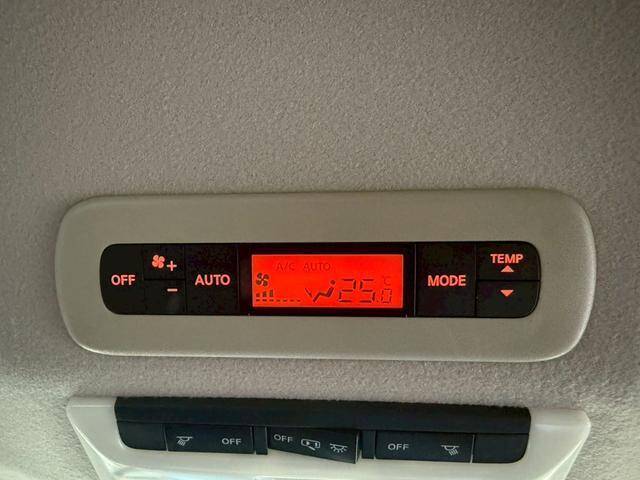 OFF
+
−
AUTO
A/C AUTO
25.0 °C
MODE
TEMP
OFF
OFF
OFF